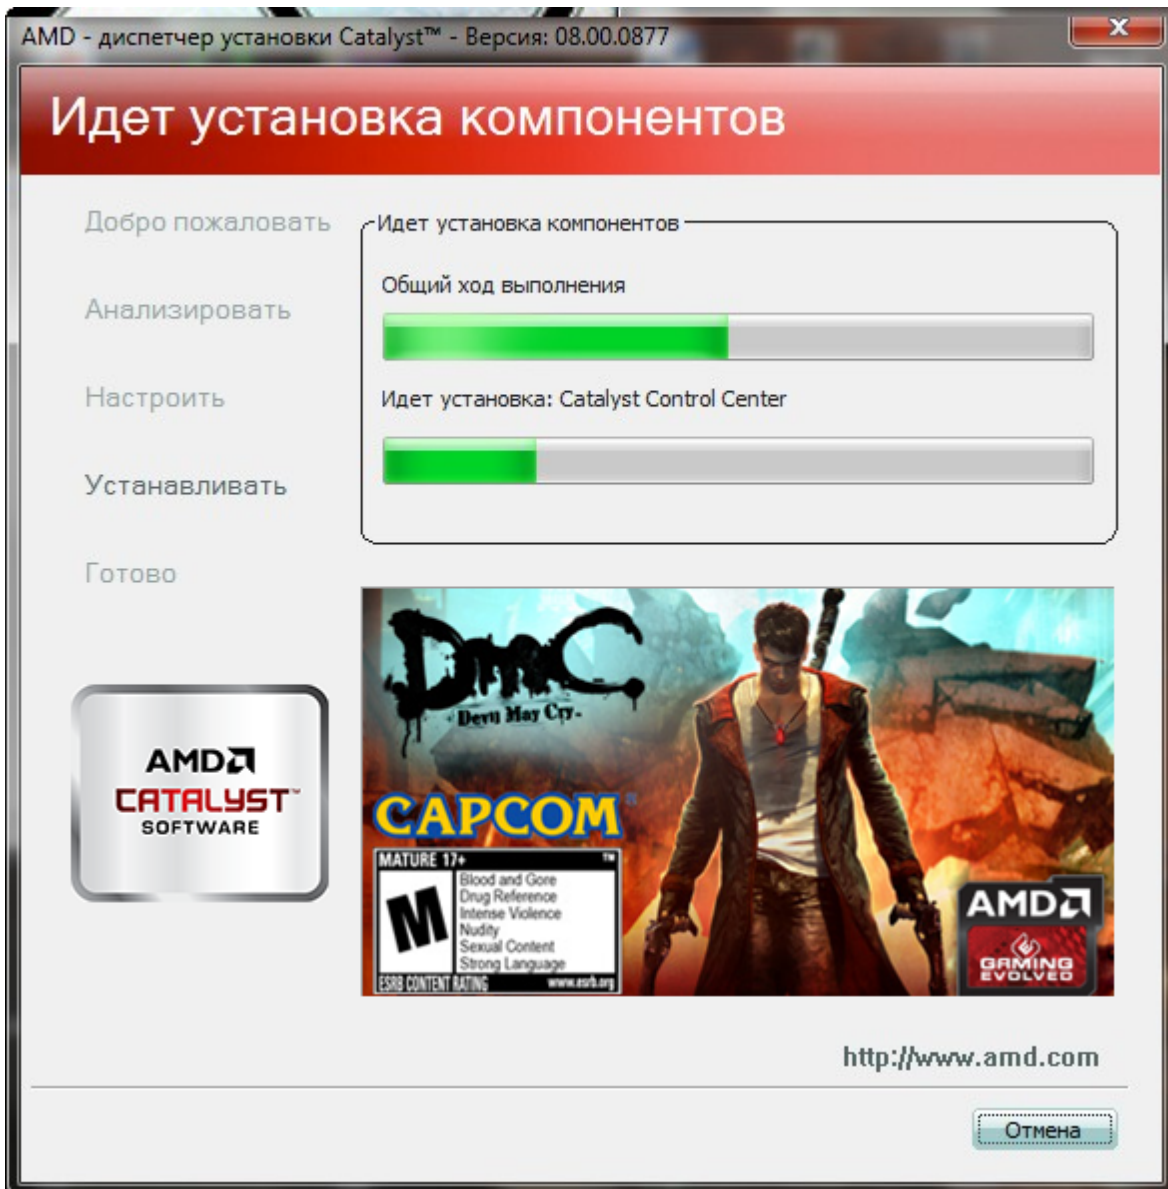 AMD - диспетчер установки Catalyst™ - Версия: 08.00.0877
Идет установка компонентов
Добро пожаловать
Анализировать
Настроить
Устанавливать
Готово
Идет установка компонентов
Общий ход выполнения
Идет установка: Catalyst Control Center
AMD
CATALYST™
SOFTWARE
DmC
Devil May Cry™
CAPCOM®
MATURE 17+ ™
M
Blood and Gore
Drug Reference
Intense Violence
Nudity
Sexual Content
Strong Language
ESRB CONTENT RATING www.esrb.org
AMD
GAMING
EVOLVED
http://www.amd.com
Отмена